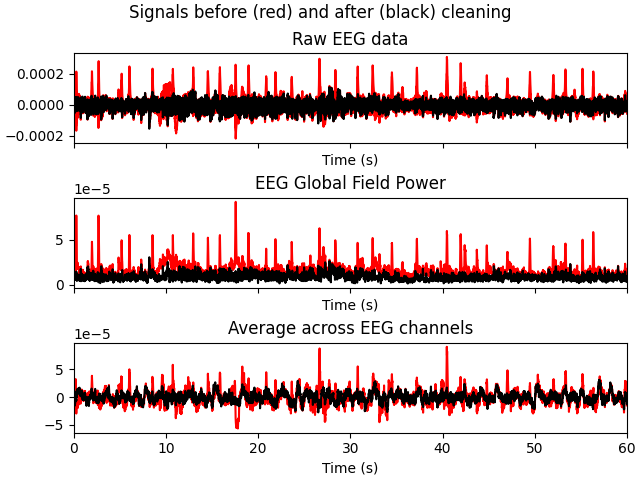 Signals before (red) and after (black) cleaning
Raw EEG data
0.0002
0.0000
−0.0002
Time (s)
EEG Global Field Power
1e−5
5
0
Time (s)
Average across EEG channels
1e−5
5
0
−5
0 10 20 30 40 50 60
Time (s)